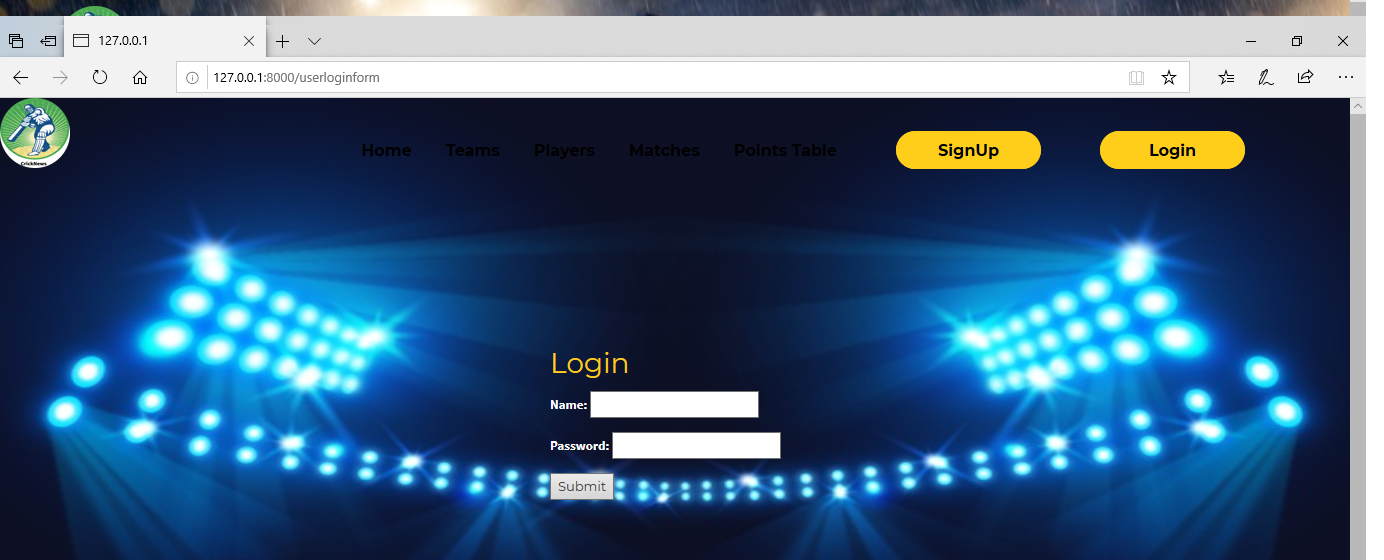 127.0.0.1
127.0.0.1:8000/userloginform
CrickNews
Home Teams Players Matches Points Table SignUp Login
Login
Name:
Password:
Submit